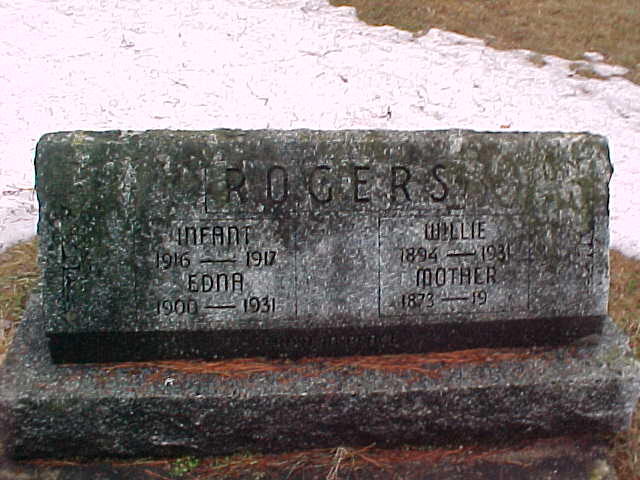 ROGERS
INFANT
1916 — 1917
EDNA
1900 — 1931
WILLIE
1894 — 1931
MOTHER
1873 — 19